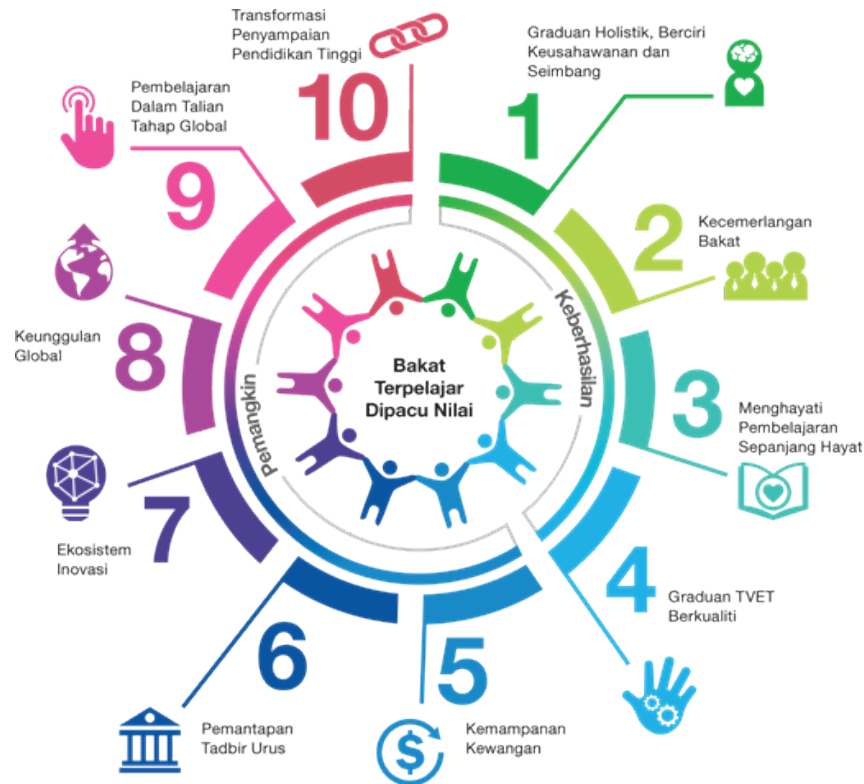 1
Graduan Holistik, Berciri
Keusahawanan dan
Seimbang
2
Kecemerlangan
Bakat
3
Menghayati
Pembelajaran
Sepanjang Hayat
4
Graduan TVET
Berkualiti
5
Kemampanan
Kewangan
6
Pemantapan
Tadbir Urus
7
Ekosistem
Inovasi
8
Keunggulan
Global
9
Pembelajaran
Dalam Talian
Tahap Global
10
Transformasi
Penyampaian
Pendidikan Tinggi
Keberhasilan
Pemangkin
Bakat
Terpelajar
Dipacu Nilai
$